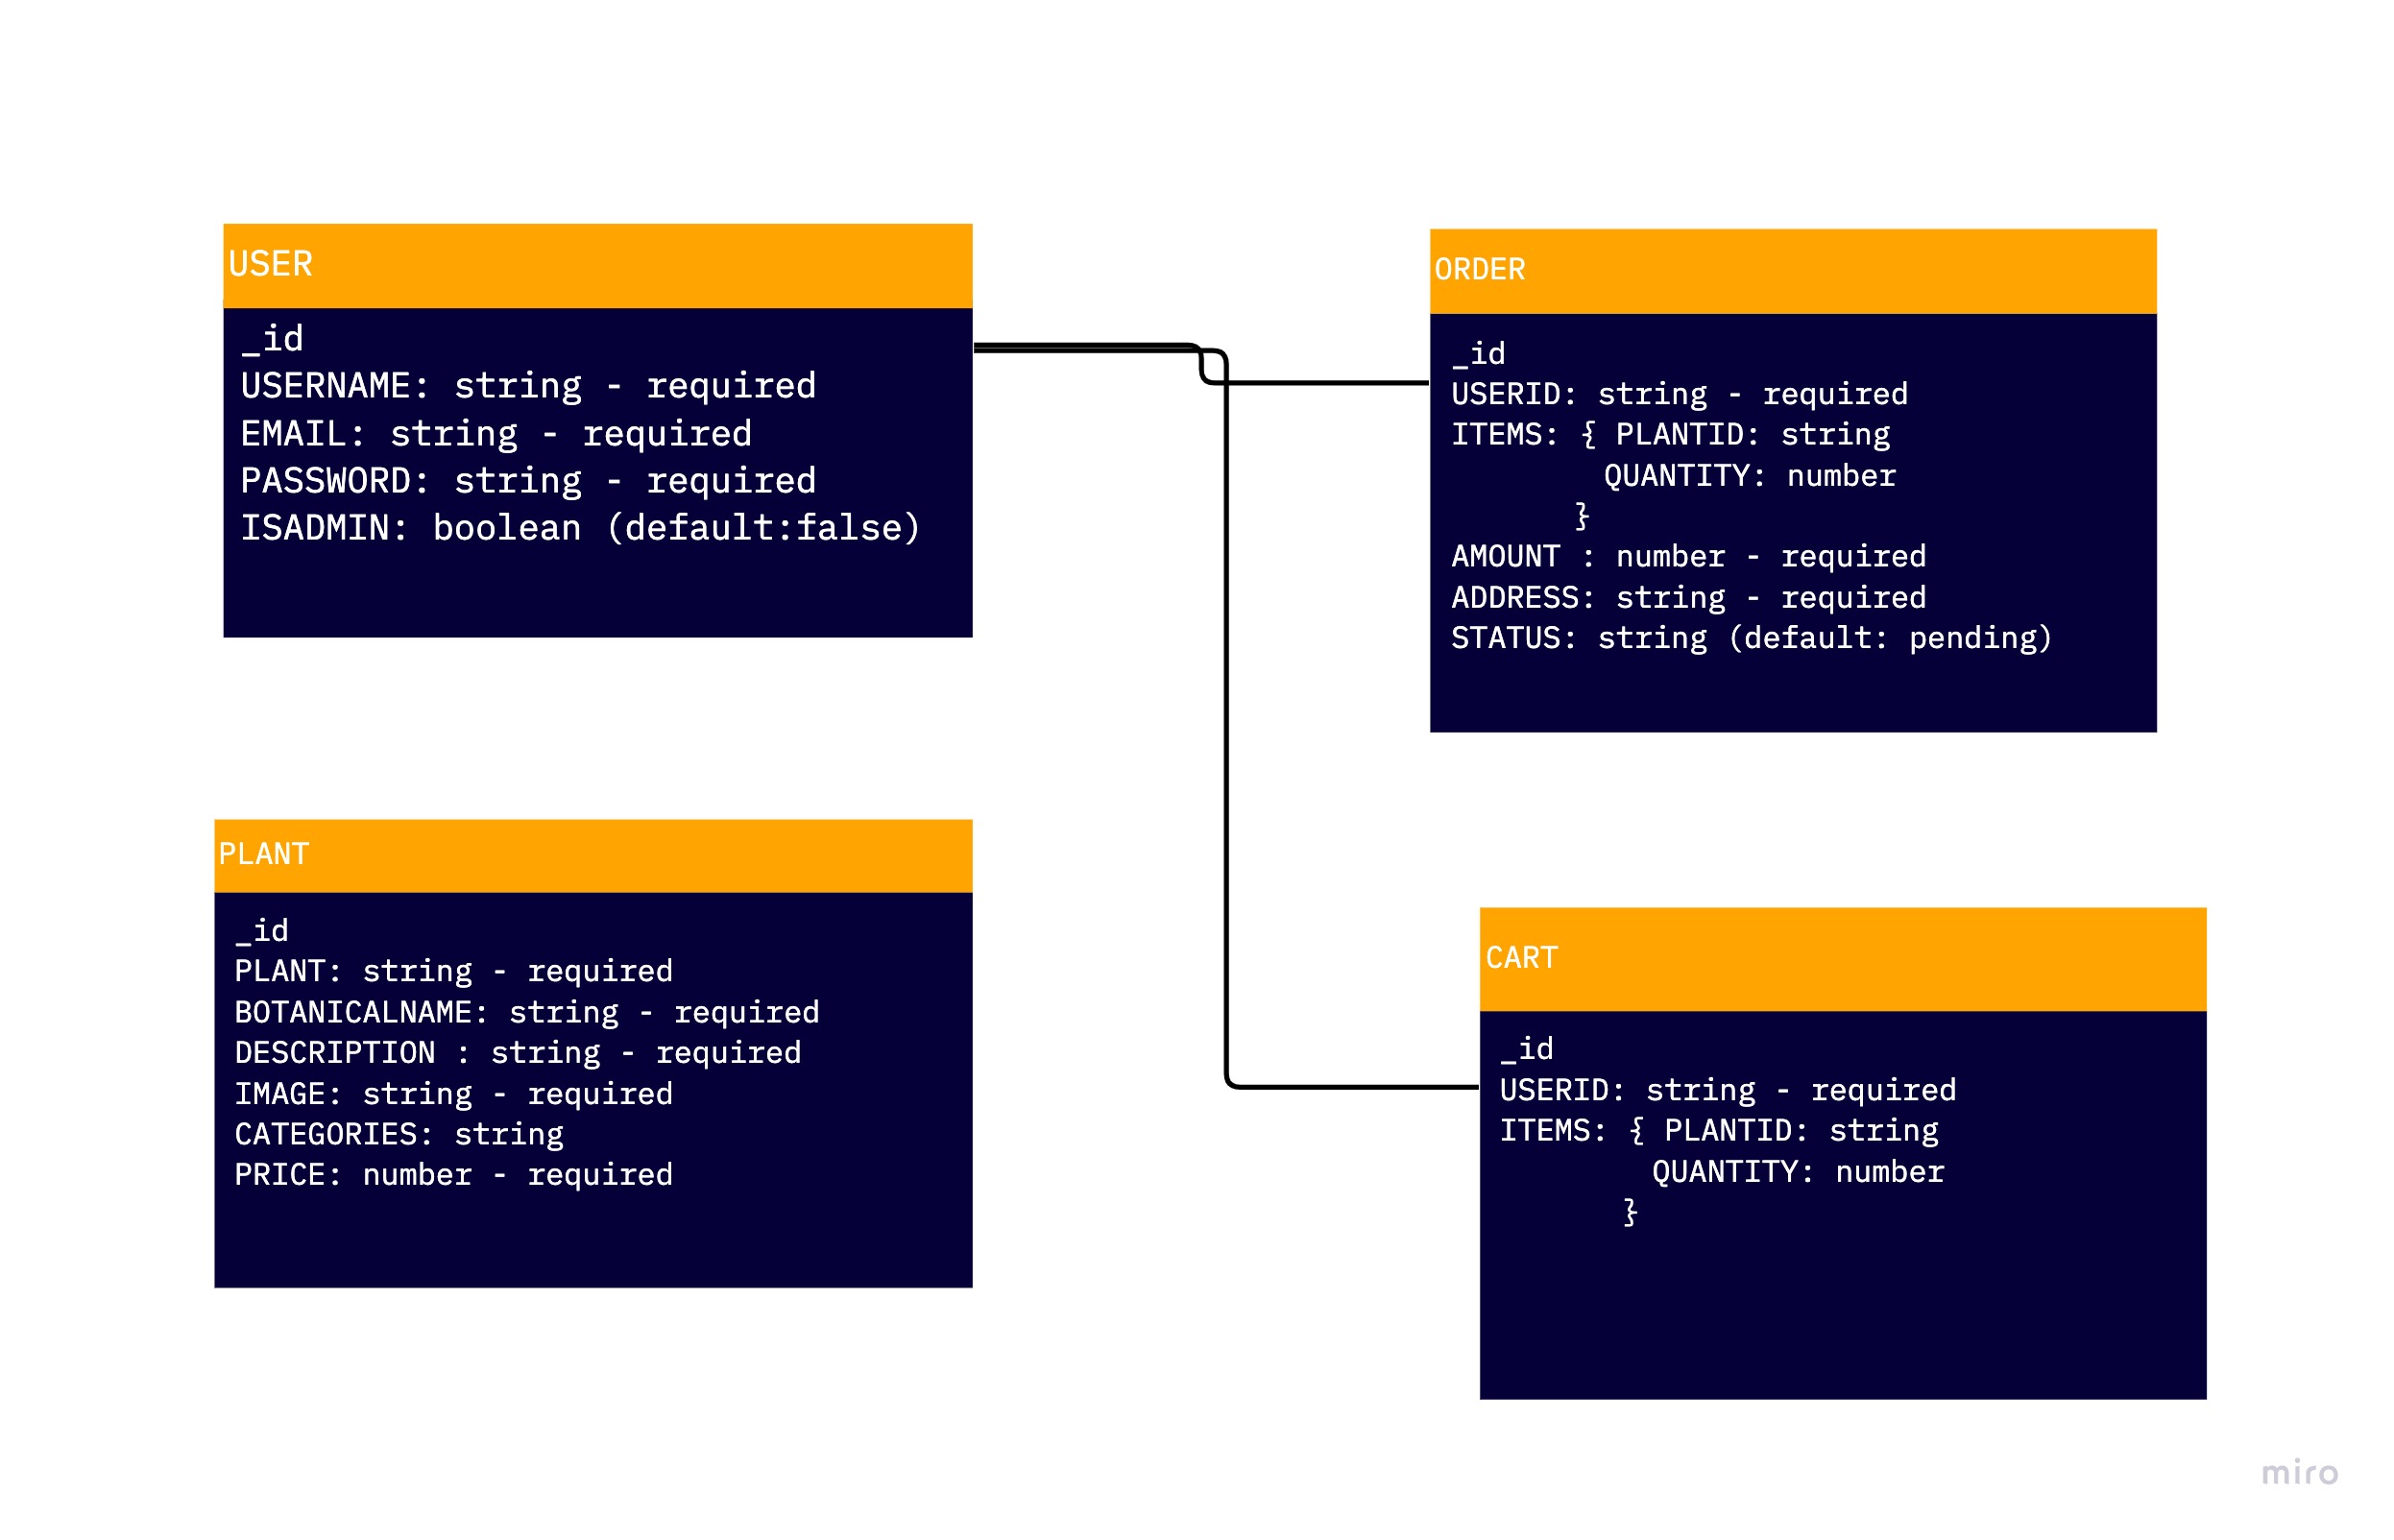 USER
_id
USERNAME: string - required
EMAIL: string - required
PASSWORD: string - required
ISADMIN: boolean (default:false)
ORDER
_id
USERID: string - required
ITEMS: { PLANTID: string
QUANTITY: number
}
AMOUNT : number - required
ADDRESS: string - required
STATUS: string (default: pending)
PLANT
_id
PLANT: string - required
BOTANICALNAME: string - required
DESCRIPTION : string - required
IMAGE: string - required
CATEGORIES: string
PRICE: number - required
CART
_id
USERID: string - required
ITEMS: { PLANTID: string
QUANTITY: number
}
miro